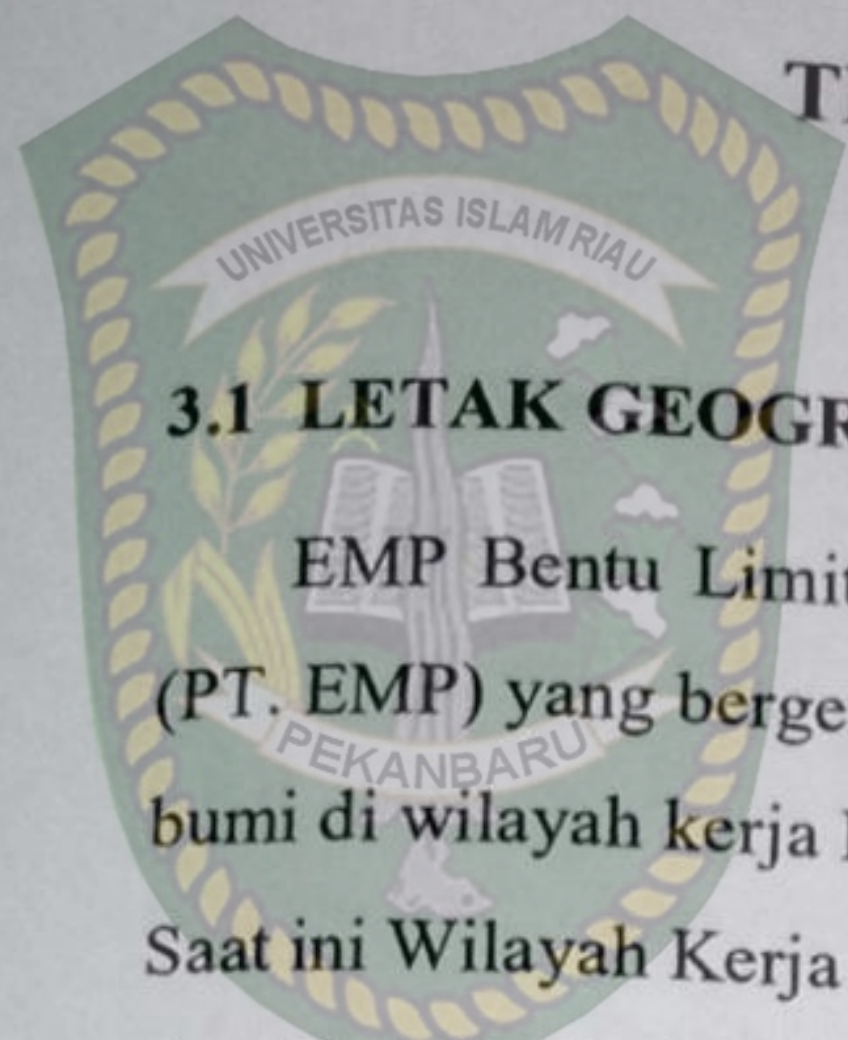 UNIVERSITAS ISLAM RIAU
3.1 LETAK GEOGR
EMP Bentu Limit
(PT. EMP) yang berge
PEKANBARU
bumi di wilayah kerja
Saat ini Wilayah Kerja